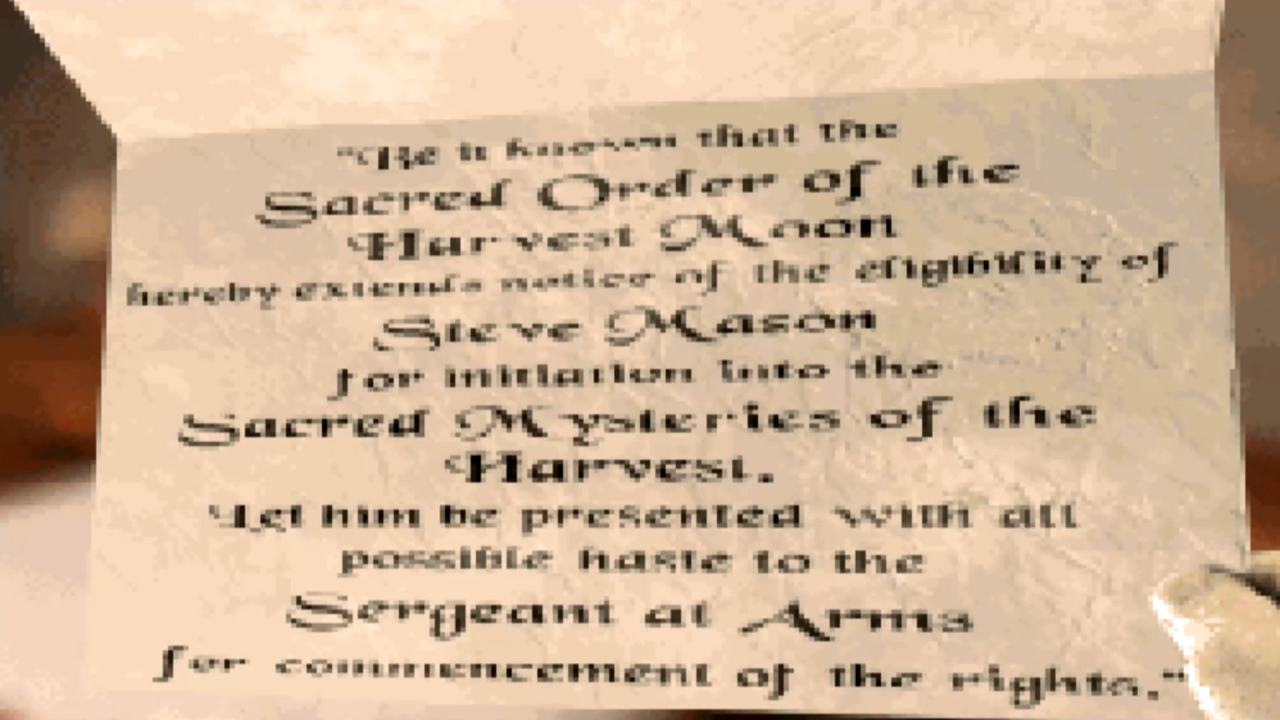 "Be it known that the
Sacred Order of the
Harvest Moon
hereby extends notice of the eligibility of
Steve Mason
for initiation into the
Sacred Mysteries of the
Harvest.
Let him be presented with all
possible haste to the
Sergeant at Arms
for commencement of the rights."